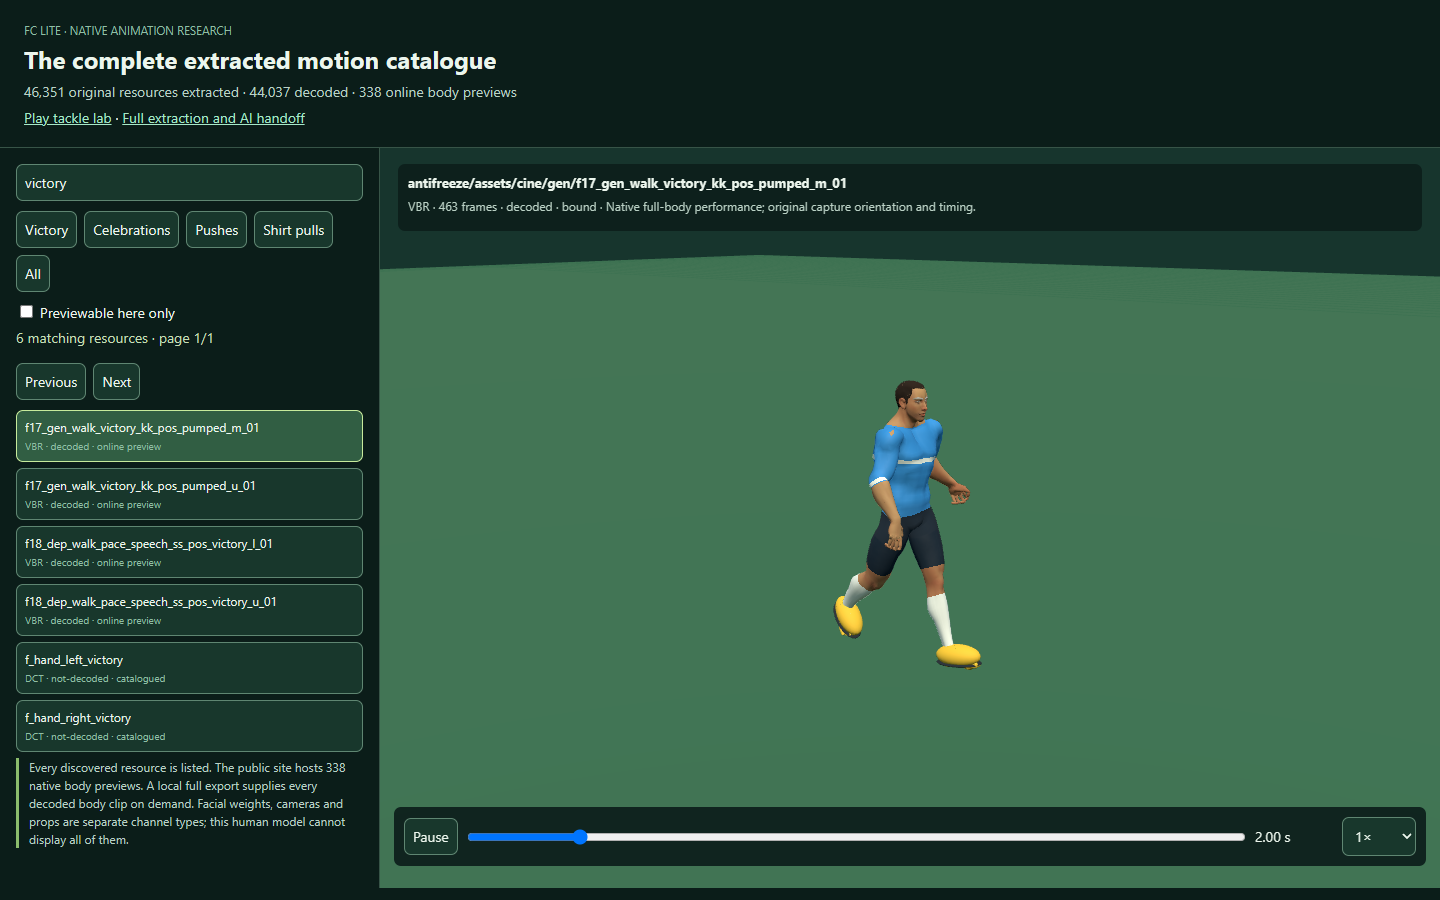 FC LITE · NATIVE ANIMATION RESEARCH
The complete extracted motion catalogue
46,351 original resources extracted · 44,037 decoded · 338 online body previews
Play tackle lab · Full extraction and AI handoff
victory
Victory
Celebrations
Pushes
Shirt pulls
All
Previewable here only
6 matching resources · page 1/1
Previous
Next
f17_gen_walk_victory_kk_pos_pumped_m_01
VBR · decoded · online preview
f17_gen_walk_victory_kk_pos_pumped_u_01
VBR · decoded · online preview
f18_dep_walk_pace_speech_ss_pos_victory_l_01
VBR · decoded · online preview
f18_dep_walk_pace_speech_ss_pos_victory_u_01
VBR · decoded · online preview
f_hand_left_victory
DCT · not-decoded · catalogued
f_hand_right_victory
DCT · not-decoded · catalogued
Every discovered resource is listed. The public site hosts 338
native body previews. A local full export supplies every
decoded body clip on demand. Facial weights, cameras and
props are separate channel types; this human model cannot
display all of them.
antifreeze/assets/cine/gen/f17_gen_walk_victory_kk_pos_pumped_m_01
VBR · 463 frames · decoded · bound · Native full-body performance; original capture orientation and timing.
Pause
2.00 s
1×